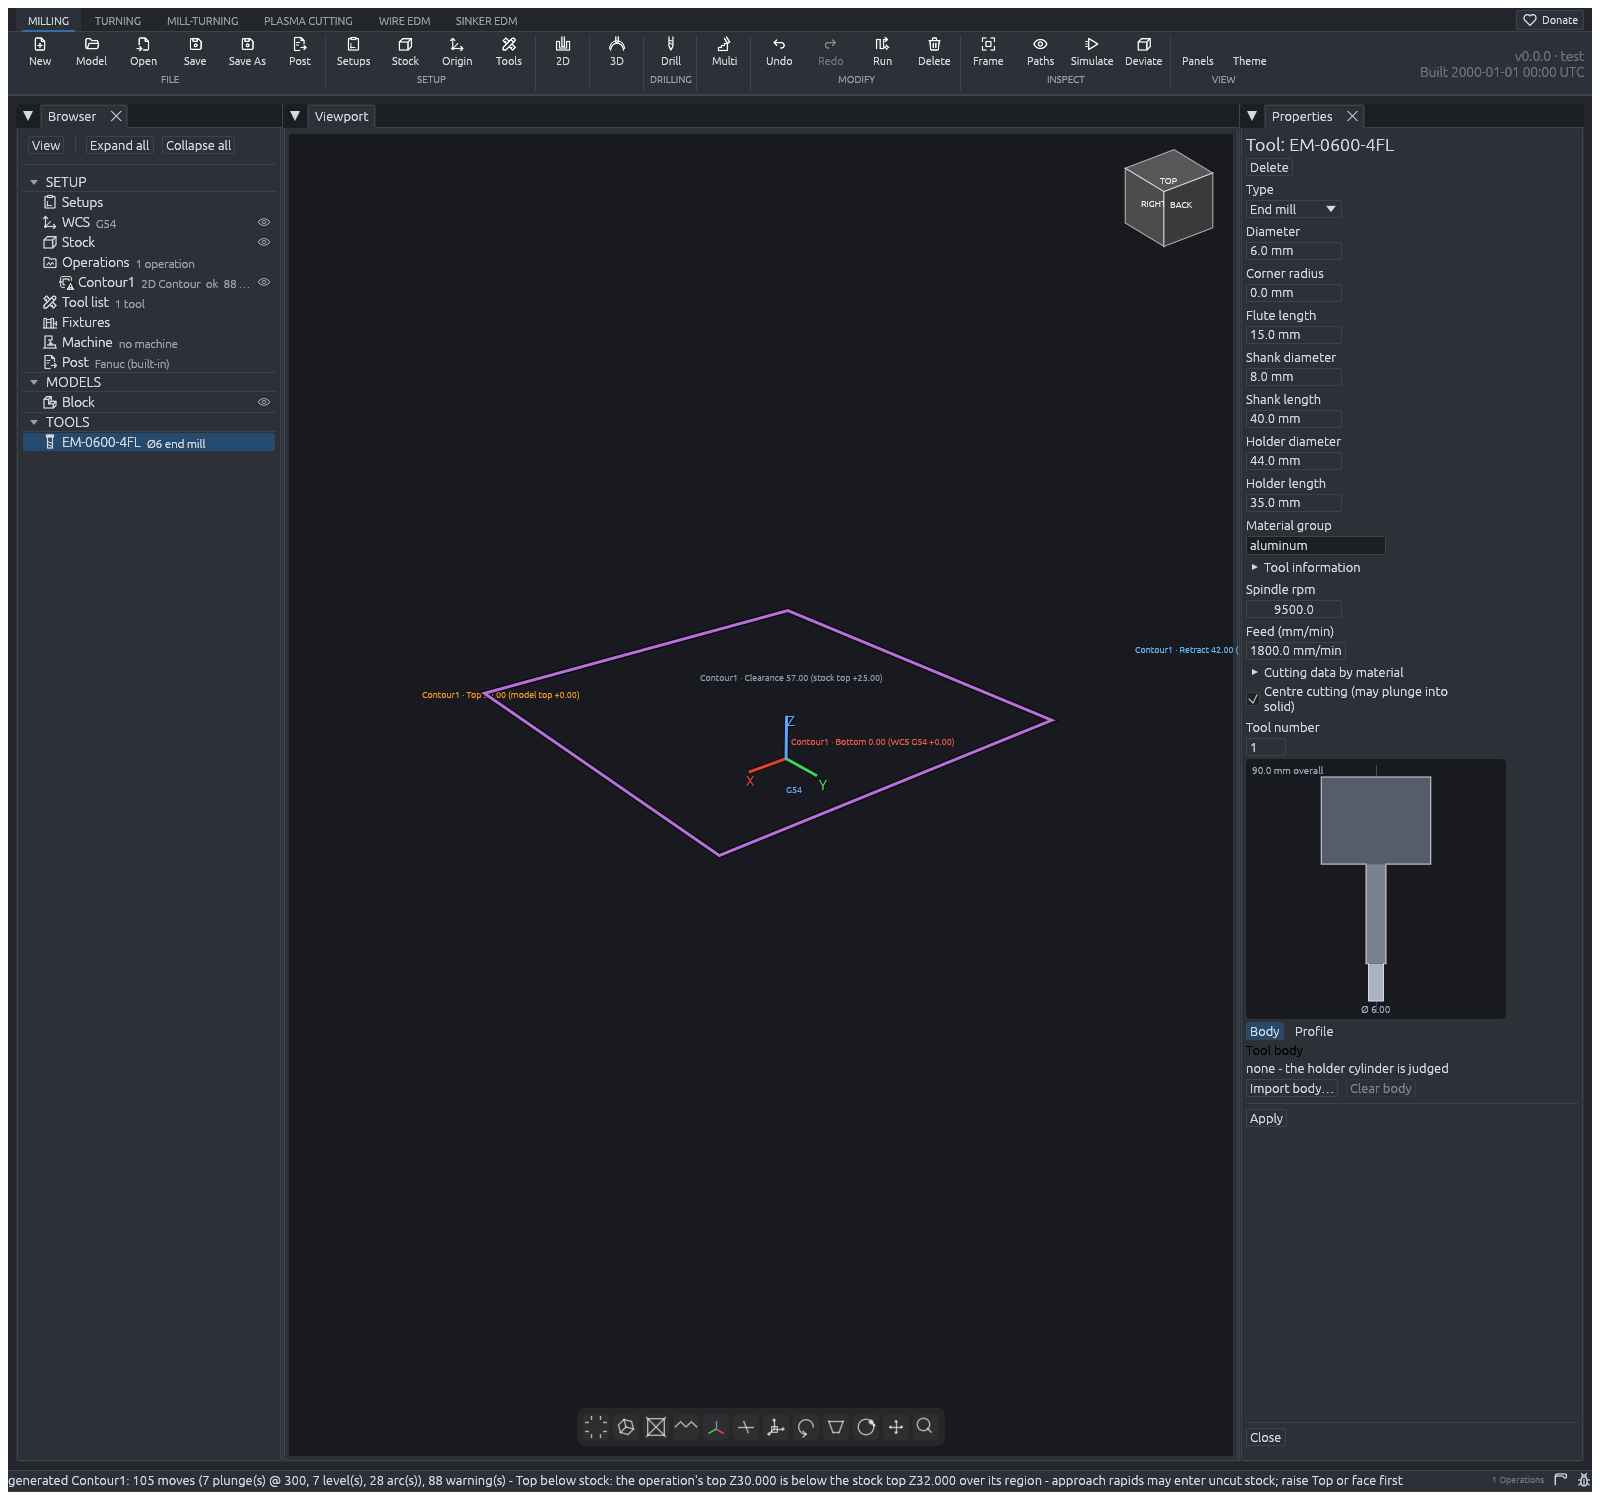 MILLING TURNING MILL-TURNING PLASMA CUTTING WIRE EDM SINKER EDM Donate
New Model Open Save Save As Post Setups Stock Origin Tools 2D 3D Drill Multi Undo Redo Run Delete Frame Paths Simulate Deviate Panels Theme
FILE SETUP DRILLING MODIFY INSPECT VIEW
v0.0.0 · test
Built 2000-01-01 00:00 UTC
Browser
View Expand all Collapse all
SETUP
Setups
WCS G54
Stock
Operations 1 operation
Contour1 2D Contour ok 88 ...
Tool list 1 tool
Fixtures
Machine no machine
Post Fanuc (built-in)
MODELS
Block
TOOLS
EM-0600-4FL Ø6 end mill
Viewport
TOP
RIGHT BACK
Contour1 · Retract 42.00 (
Contour1 · Clearance 57.00 (stock top +25.00)
Contour1 · Top .00 (model top +0.00)
Z
Contour1 · Bottom 0.00 (WCS G54 +0.00)
X Y
G54
Properties
Tool: EM-0600-4FL
Delete
Type
End mill
Diameter
6.0 mm
Corner radius
0.0 mm
Flute length
15.0 mm
Shank diameter
8.0 mm
Shank length
40.0 mm
Holder diameter
44.0 mm
Holder length
35.0 mm
Material group
aluminum
Tool information
Spindle rpm
9500.0
Feed (mm/min)
1800.0 mm/min
Cutting data by material
Centre cutting (may plunge into
solid)
Tool number
1
90.0 mm overall
Ø 6.00
Body Profile
Tool body
none - the holder cylinder is judged
Import body... Clear body
Apply
Close
generated Contour1: 105 moves (7 plunge(s) @ 300, 7 level(s), 28 arc(s)), 88 warning(s) - Top below stock: the operation's top Z30.000 is below the stock top Z32.000 over its region - approach rapids may enter uncut stock; raise Top or face first
1 Operations